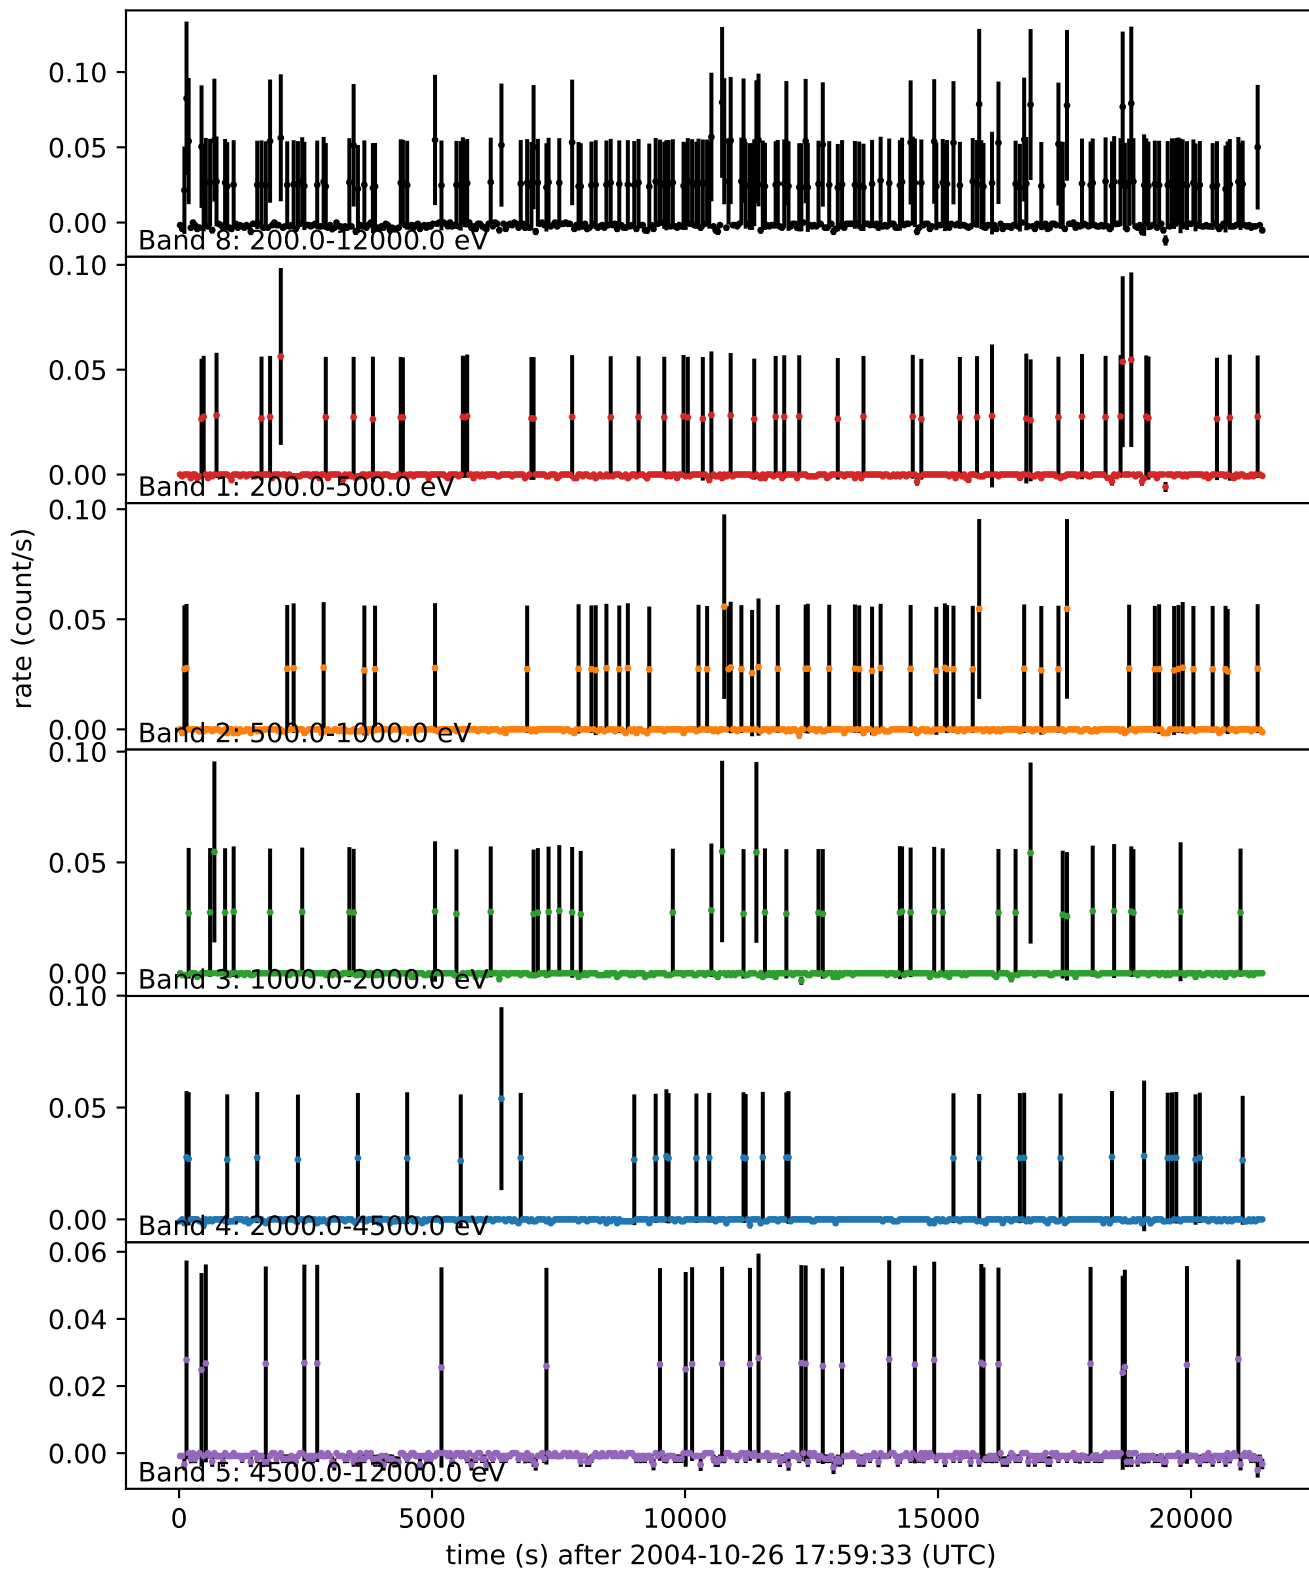 0.10
0.05
0.00
Band 8: 200.0-12000.0 eV
0.10
0.05
0.00
Band 1: 200.0-500.0 eV
0.10
0.05
0.00
Band 2: 500.0-1000.0 eV
rate (count/s)
0.10
0.05
0.00
Band 3: 1000.0-2000.0 eV
0.10
0.05
0.00
Band 4: 2000.0-4500.0 eV
0.06
0.04
0.02
0.00
Band 5: 4500.0-12000.0 eV
0 5000 10000 15000 20000
time (s) after 2004-10-26 17:59:33 (UTC)